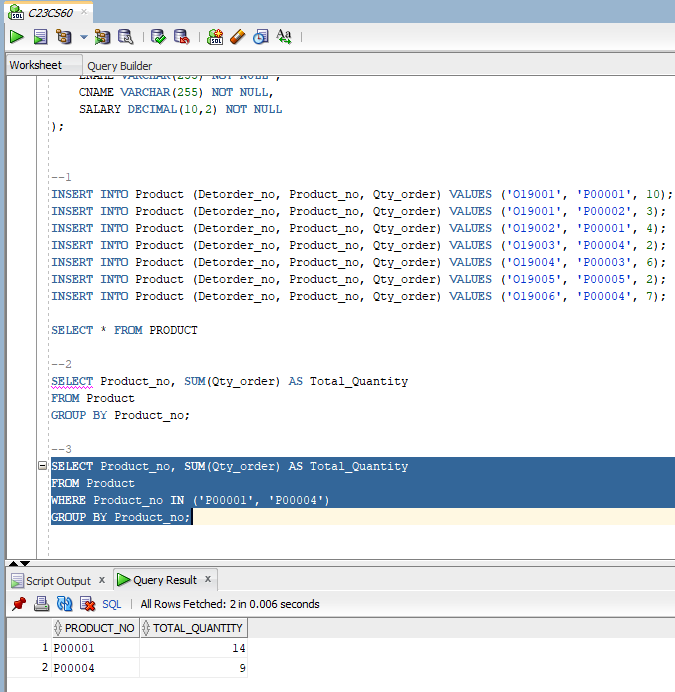 C23CS60
SQL
Aa
Worksheet
Query Builder
ENAME VARCHAR(255) NOT NULL ,
CNAME VARCHAR(255) NOT NULL,
SALARY DECIMAL(10,2) NOT NULL
);
--1
INSERT INTO Product (Detorder_no, Product_no, Qty_order) VALUES ('O19001', 'P00001', 10);
INSERT INTO Product (Detorder_no, Product_no, Qty_order) VALUES ('O19001', 'P00002', 3);
INSERT INTO Product (Detorder_no, Product_no, Qty_order) VALUES ('O19002', 'P00001', 4);
INSERT INTO Product (Detorder_no, Product_no, Qty_order) VALUES ('O19003', 'P00004', 2);
INSERT INTO Product (Detorder_no, Product_no, Qty_order) VALUES ('O19004', 'P00003', 6);
INSERT INTO Product (Detorder_no, Product_no, Qty_order) VALUES ('O19005', 'P00005', 2);
INSERT INTO Product (Detorder_no, Product_no, Qty_order) VALUES ('O19006', 'P00004', 7);
SELECT * FROM PRODUCT
--2
SELECT Product_no, SUM(Qty_order) AS Total_Quantity
FROM Product
GROUP BY Product_no;
--3
SELECT Product_no, SUM(Qty_order) AS Total_Quantity
FROM Product
WHERE Product_no IN ('P00001', 'P00004')
GROUP BY Product_no;
Script Output x Query Result x
SQL | All Rows Fetched: 2 in 0.006 seconds
PRODUCT_NO TOTAL_QUANTITY
1 P00001 14
2 P00004 9